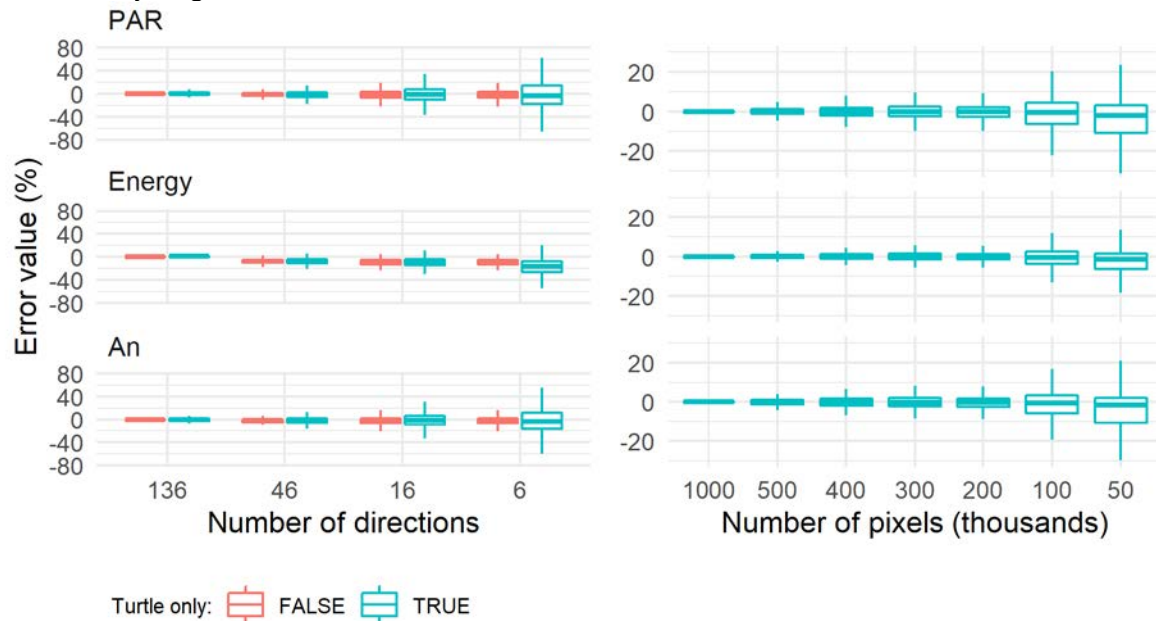 PAR
80
40
0
-40
-80
20
0
-20
Energy
80
40
0
-40
-80
20
0
-20
An
80
40
0
-40
-80
20
0
-20
Error value (%)
136 46 16 6
1000 500 400 300 200 100 50
Number of directions
Number of pixels (thousands)
Turtle only: FALSE TRUE